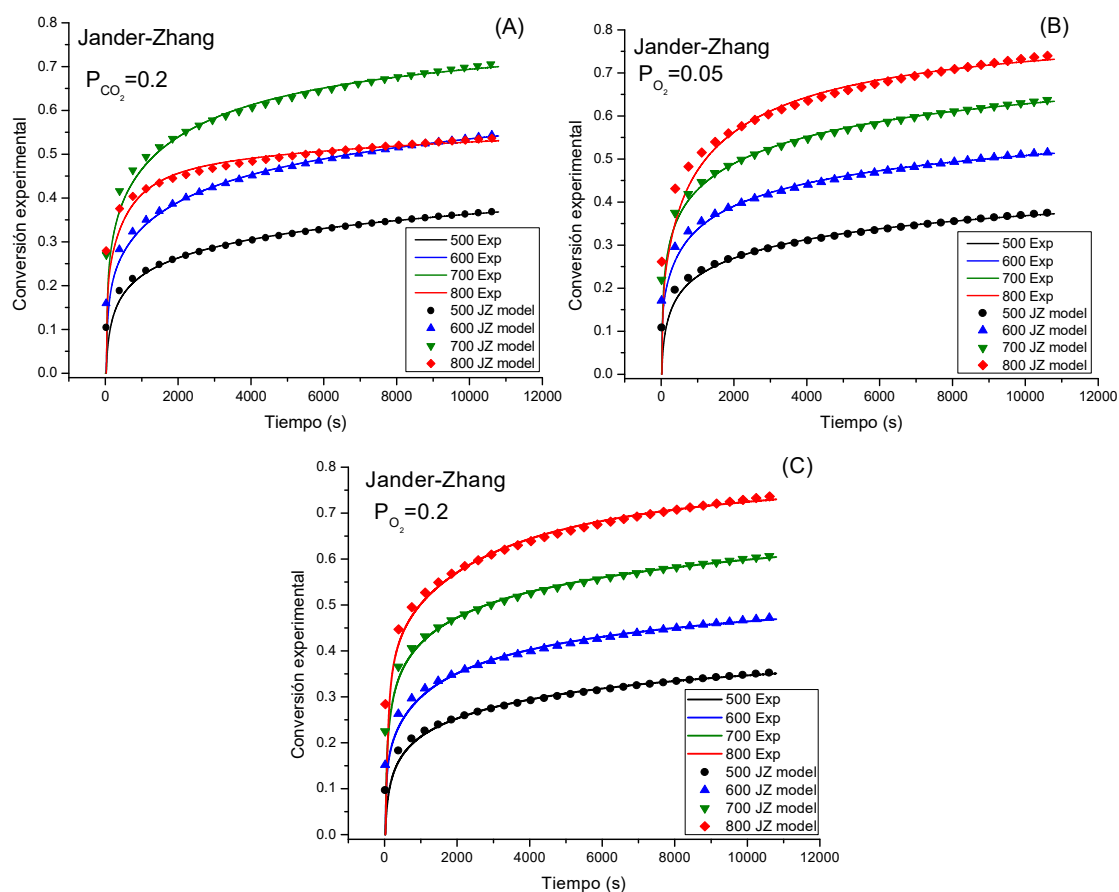 (A)
Jander-Zhang
P_CO2=0.2
Conversión experimental
0.8
0.7
0.6
0.5
0.4
0.3
0.2
0.1
0.0
500 Exp
600 Exp
700 Exp
800 Exp
500 JZ model
600 JZ model
700 JZ model
800 JZ model
0 2000 4000 6000 8000 10000 12000
Tiempo (s)
(B)
Jander-Zhang
P_O2=0.05
Conversión experimental
0.8
0.7
0.6
0.5
0.4
0.3
0.2
0.1
0.0
500 Exp
600 Exp
700 Exp
800 Exp
500 JZ model
600 JZ model
700 JZ model
800 JZ model
0 2000 4000 6000 8000 10000 12000
Tiempo (s)
(C)
Jander-Zhang
P_O2=0.2
Conversión experimental
0.8
0.7
0.6
0.5
0.4
0.3
0.2
0.1
0.0
500 Exp
600 Exp
700 Exp
800 Exp
500 JZ model
600 JZ model
700 JZ model
800 JZ model
0 2000 4000 6000 8000 10000 12000
Tiempo (s)